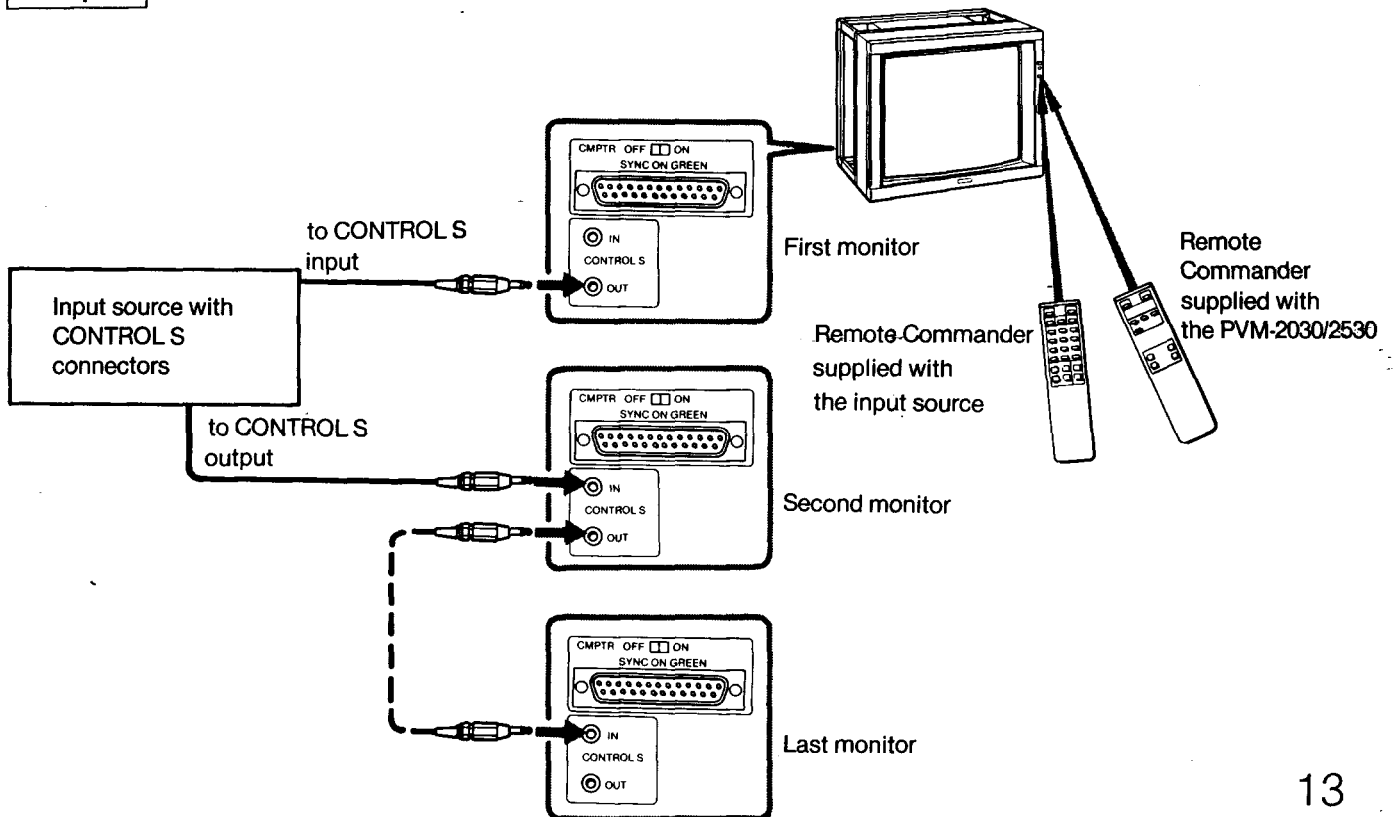 CMPTR OFF ON
SYNC ON GREEN
IN
CONTROL S
OUT
First monitor
to CONTROL S
input
Input source with
CONTROL S
connectors
to CONTROL S
output
Remote Commander
supplied with
the input source
Remote
Commander
supplied with
the PVM-2030/2530
CMPTR OFF ON
SYNC ON GREEN
IN
CONTROL S
OUT
Second monitor
CMPTR OFF ON
SYNC ON GREEN
IN
CONTROL S
OUT
Last monitor
13